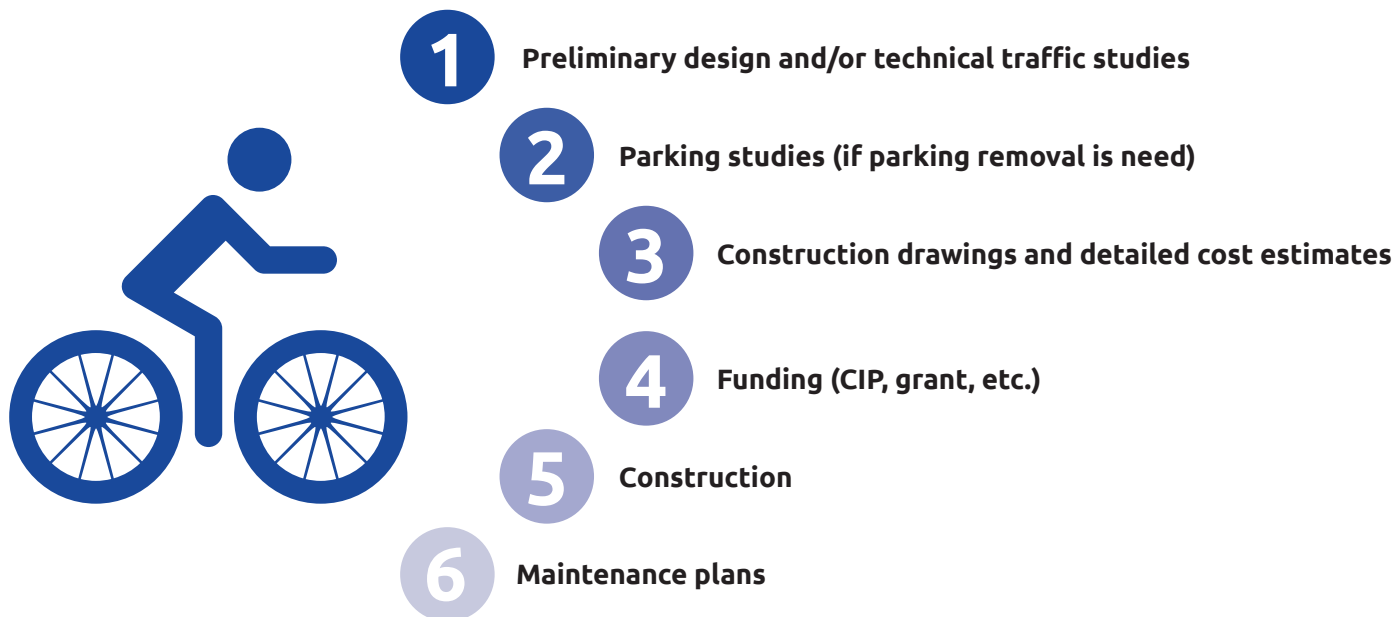 1 Preliminary design and/or technical traffic studies
2 Parking studies (if parking removal is need)
3 Construction drawings and detailed cost estimates
4 Funding (CIP, grant, etc.)
5 Construction
6 Maintenance plans